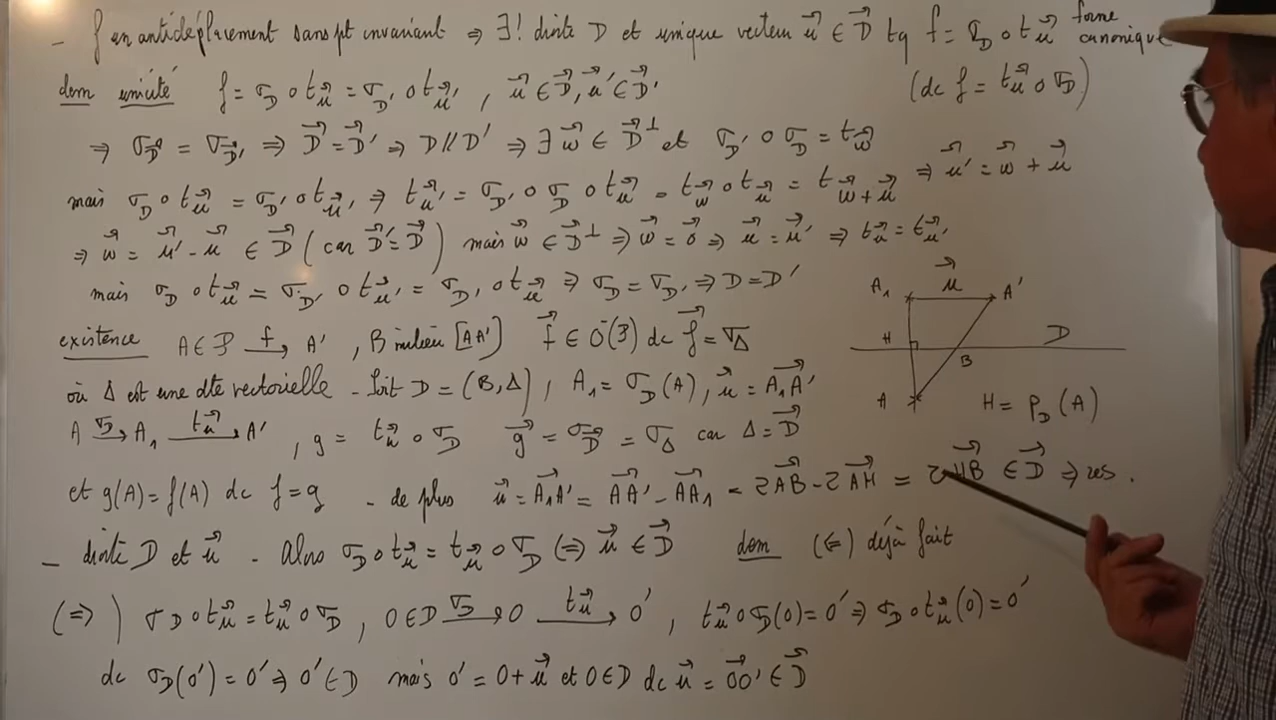 - f un antidéplacement sans pt invariant ⇒ ∃! droite D et unique vecteur u⃗ ∈ D⃗ tq f = σ_D ∘ t_u⃗ forme canonique
dem unicité f = σ_D ∘ t_u⃗ = σ_D' ∘ t_u⃗' , u⃗ ∈ D⃗, u⃗' ∈ D⃗' (dc f = t_u⃗ ∘ σ_D)
⇒ σ_D⃗ = σ_D⃗' ⇒ D⃗ = D⃗' ⇒ D // D' ⇒ ∃ w⃗ ∈ D⃗^⊥ et σ_D' ∘ σ_D = t_w⃗
mais σ_D ∘ t_u⃗ = σ_D' ∘ t_u⃗' ⇒ t_u⃗' = σ_D' ∘ σ_D ∘ t_u⃗ = t_w⃗ ∘ t_u⃗ = t_w⃗+u⃗ ⇒ u⃗' = w⃗ + u⃗
⇒ w⃗ = u⃗' - u⃗ ∈ D⃗ (car D⃗' = D⃗) mais w⃗ ∈ D⃗^⊥ ⇒ w⃗ = 0⃗ ⇒ u⃗ = u⃗' ⇒ t_u⃗ = t_u⃗'
mais σ_D ∘ t_u⃗ = σ_D' ∘ t_u⃗' = σ_D' ∘ t_u⃗ ⇒ σ_D = σ_D' ⇒ D = D'
existence A ∈ P f→ A' , B milieu [AA'] f⃗ ∈ O⁻(P⃗) dc f⃗ = σ_Δ
où Δ est une dte vectorielle - Soit D = (B, Δ) , A₁ = σ_D(A) , u⃗ = A₁A'⃗
A σ_D→ A₁ t_u⃗→ A' , g = t_u⃗ ∘ σ_D g⃗ = σ_D⃗ = σ_Δ car Δ = D⃗
et g(A) = f(A) dc f = g - de plus u⃗ = A₁A'⃗ = AA'⃗ - AA₁⃗ = 2AB⃗ - 2AH⃗ = 2HB⃗ ∈ D⃗ ⇒ res .
A₁ u⃗ A'
H D
B
A H = p_D (A)
- droite D et u⃗ - Alors σ_D ∘ t_u⃗ = t_u⃗ ∘ σ_D ⇔ u⃗ ∈ D⃗ dem (⇐) déjà fait
(⇒) σ_D ∘ t_u⃗ = t_u⃗ ∘ σ_D , O ∈ D σ_D→ O t_u⃗→ O' , t_u⃗ ∘ σ_D(O) = O' ⇒ σ_D ∘ t_u⃗(O) = O'
dc σ_D(O') = O' ⇒ O' ∈ D mais O' = O + u⃗ et O ∈ D dc u⃗ = OO'⃗ ∈ D⃗